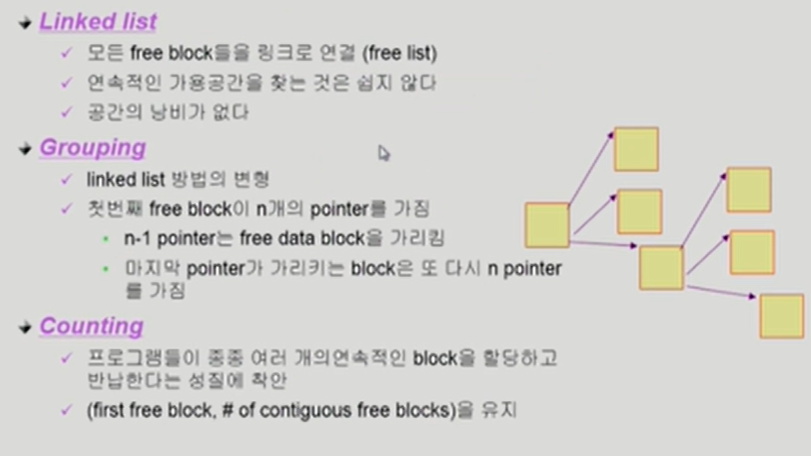 Linked list
모든 free block들을 링크로 연결 (free list)
연속적인 가용공간을 찾는 것은 쉽지 않다
공간의 낭비가 없다
Grouping
linked list 방법의 변형
첫번째 free block이 n개의 pointer를 가짐
n-1 pointer는 free data block을 가리킴
마지막 pointer가 가리키는 block은 또 다시 n pointer
를 가짐
Counting
프로그램들이 종종 여러 개의연속적인 block을 할당하고
반납한다는 성질에 착안
(first free block, # of contiguous free blocks)을 유지